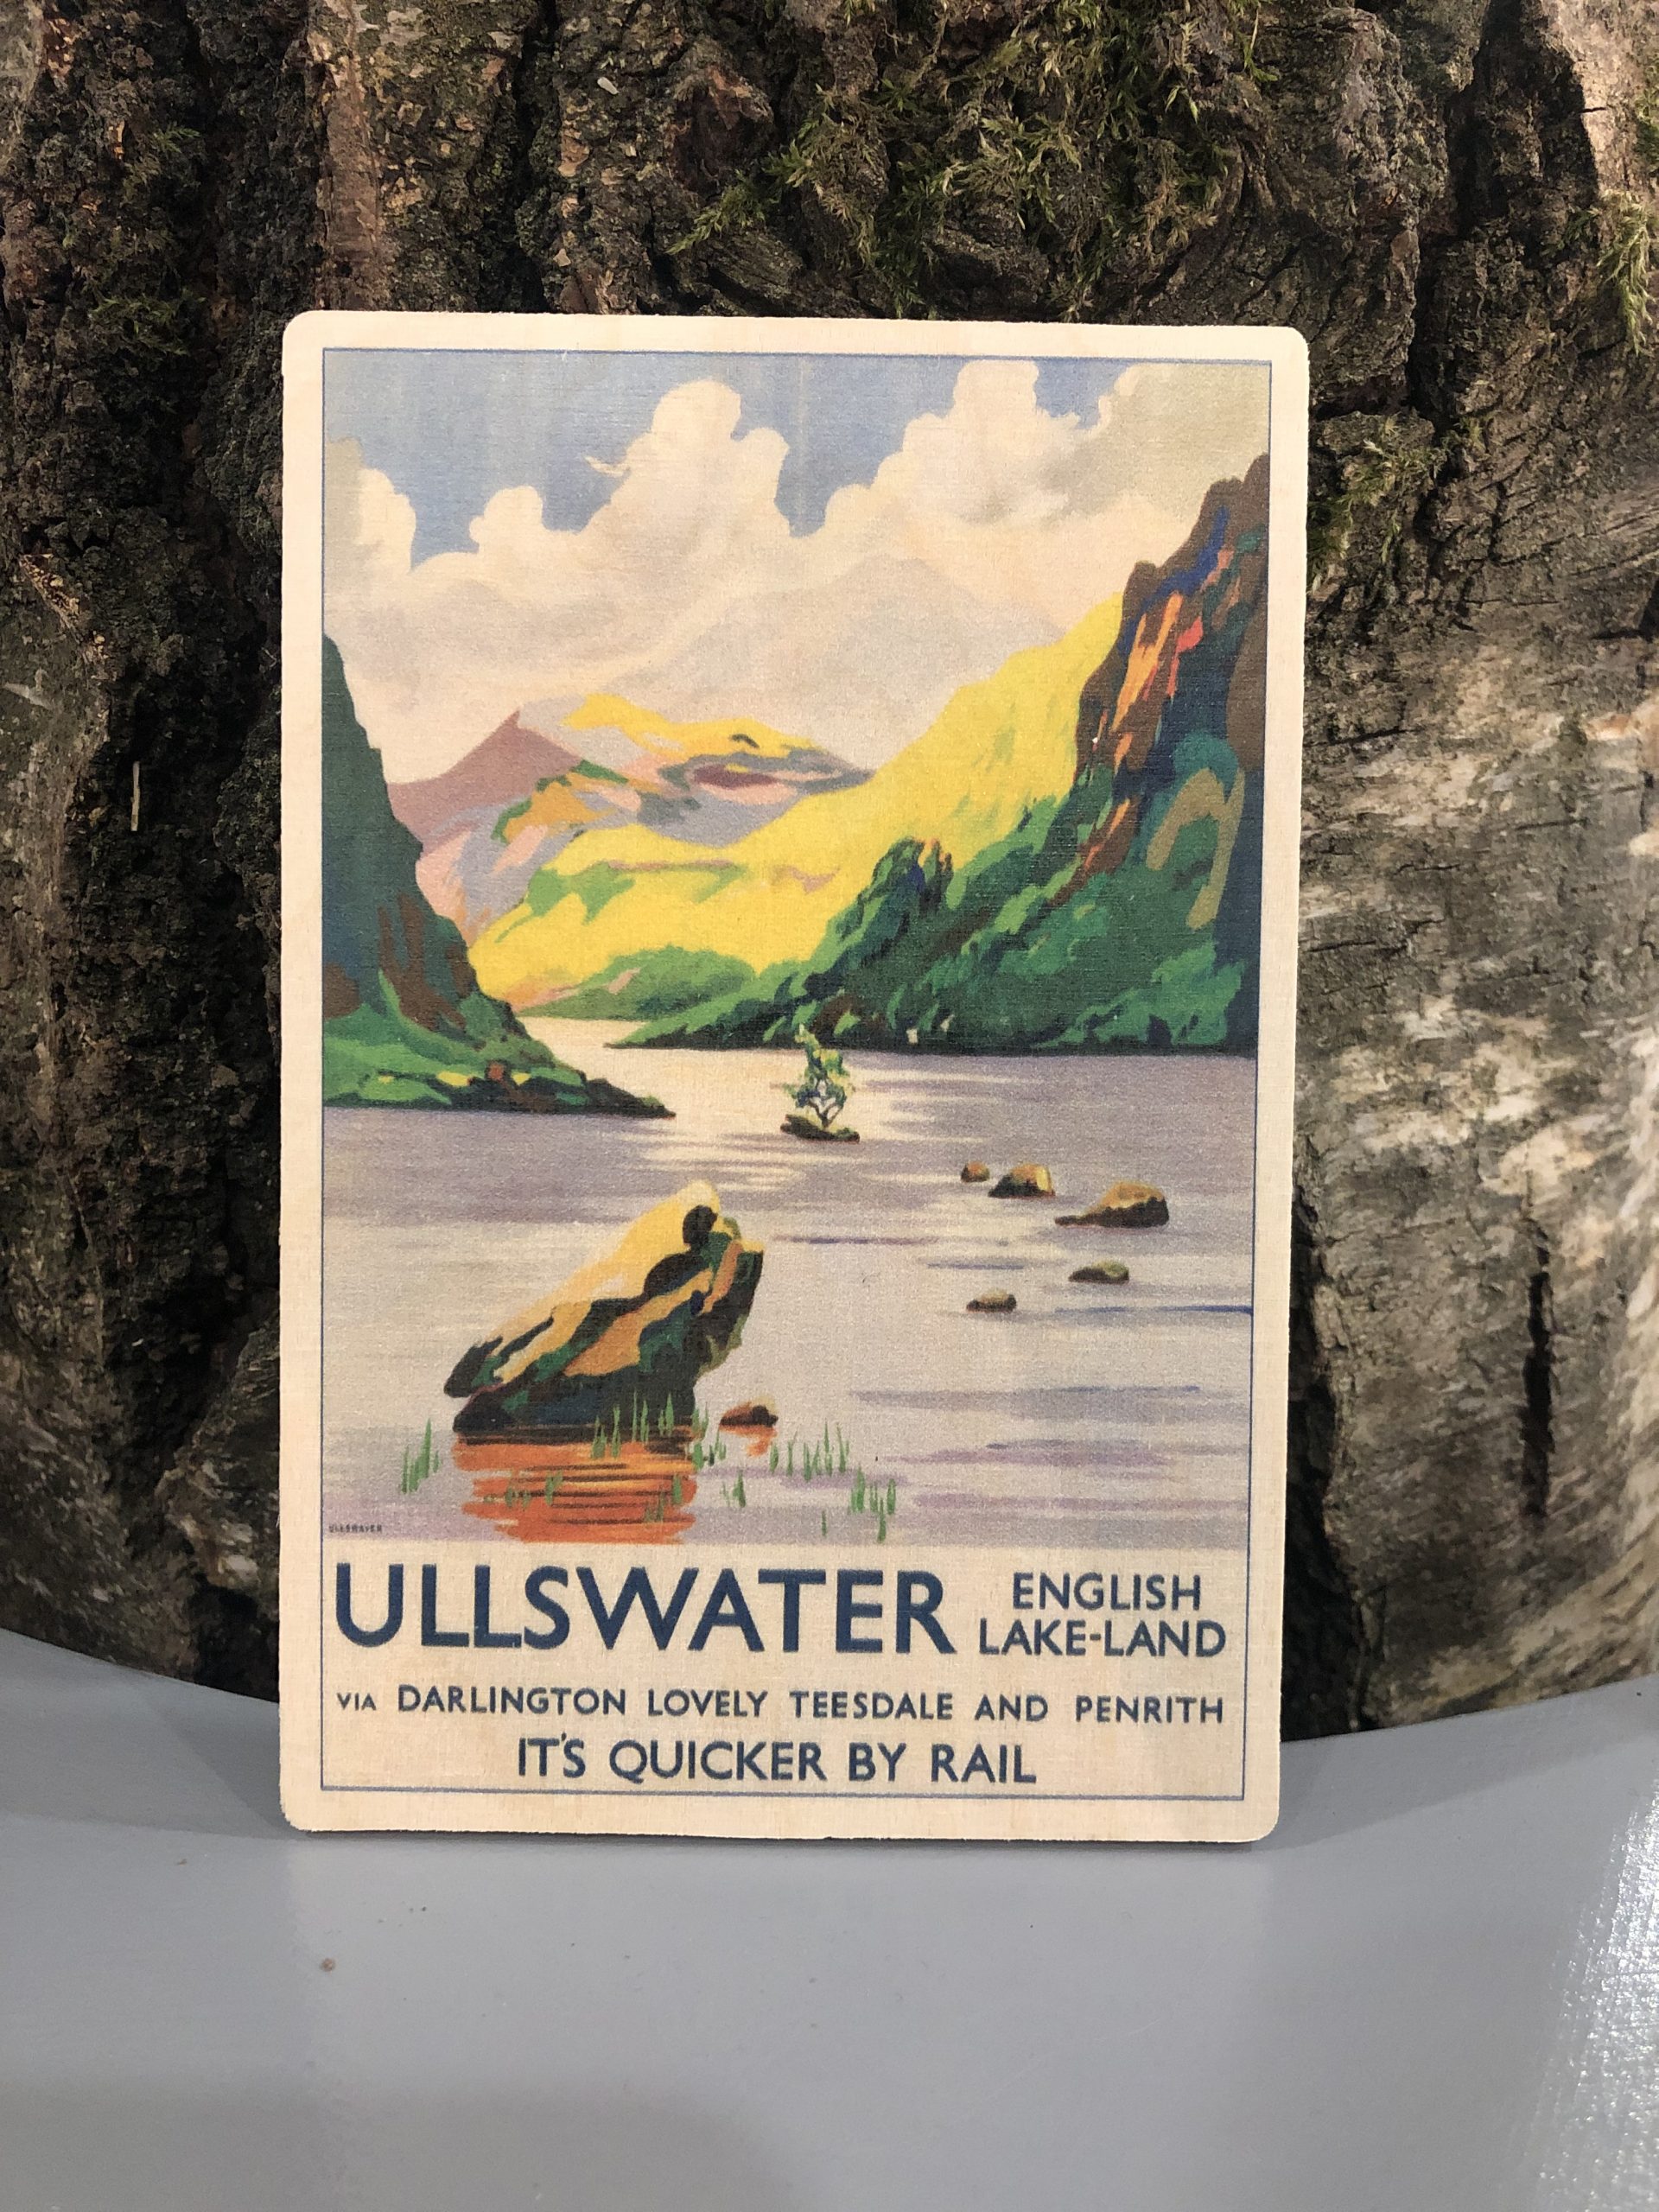 ULLSWATER ENGLISH
LAKE-LAND
VIA DARLINGTON LOVELY TEESDALE AND PENRITH
IT'S QUICKER BY RAIL